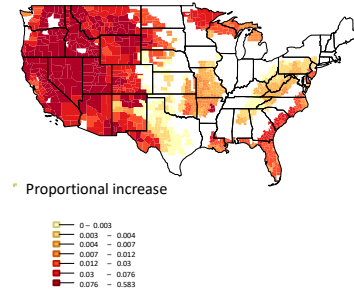 Proportional increase
0 – 0.003
0.003 – 0.004
0.004 – 0.007
0.007 – 0.012
0.012 – 0.03
0.03 – 0.076
0.076 – 0.583